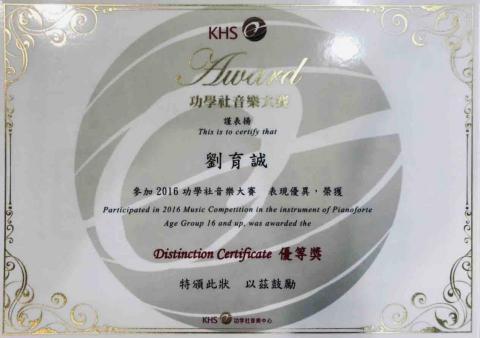 KHS
Award
功學社音樂大賽
謹表揚
This is to certify that
劉育誠
參加 2016 功學社音樂大賽 表現優異，榮獲
Participated in 2016 Music Competition in the instrument of Pianoforte
Age Group 16 and up, was awarded the
Distinction Certificate 優等獎
特頒此狀 以茲鼓勵
KHS 功學社音樂中心